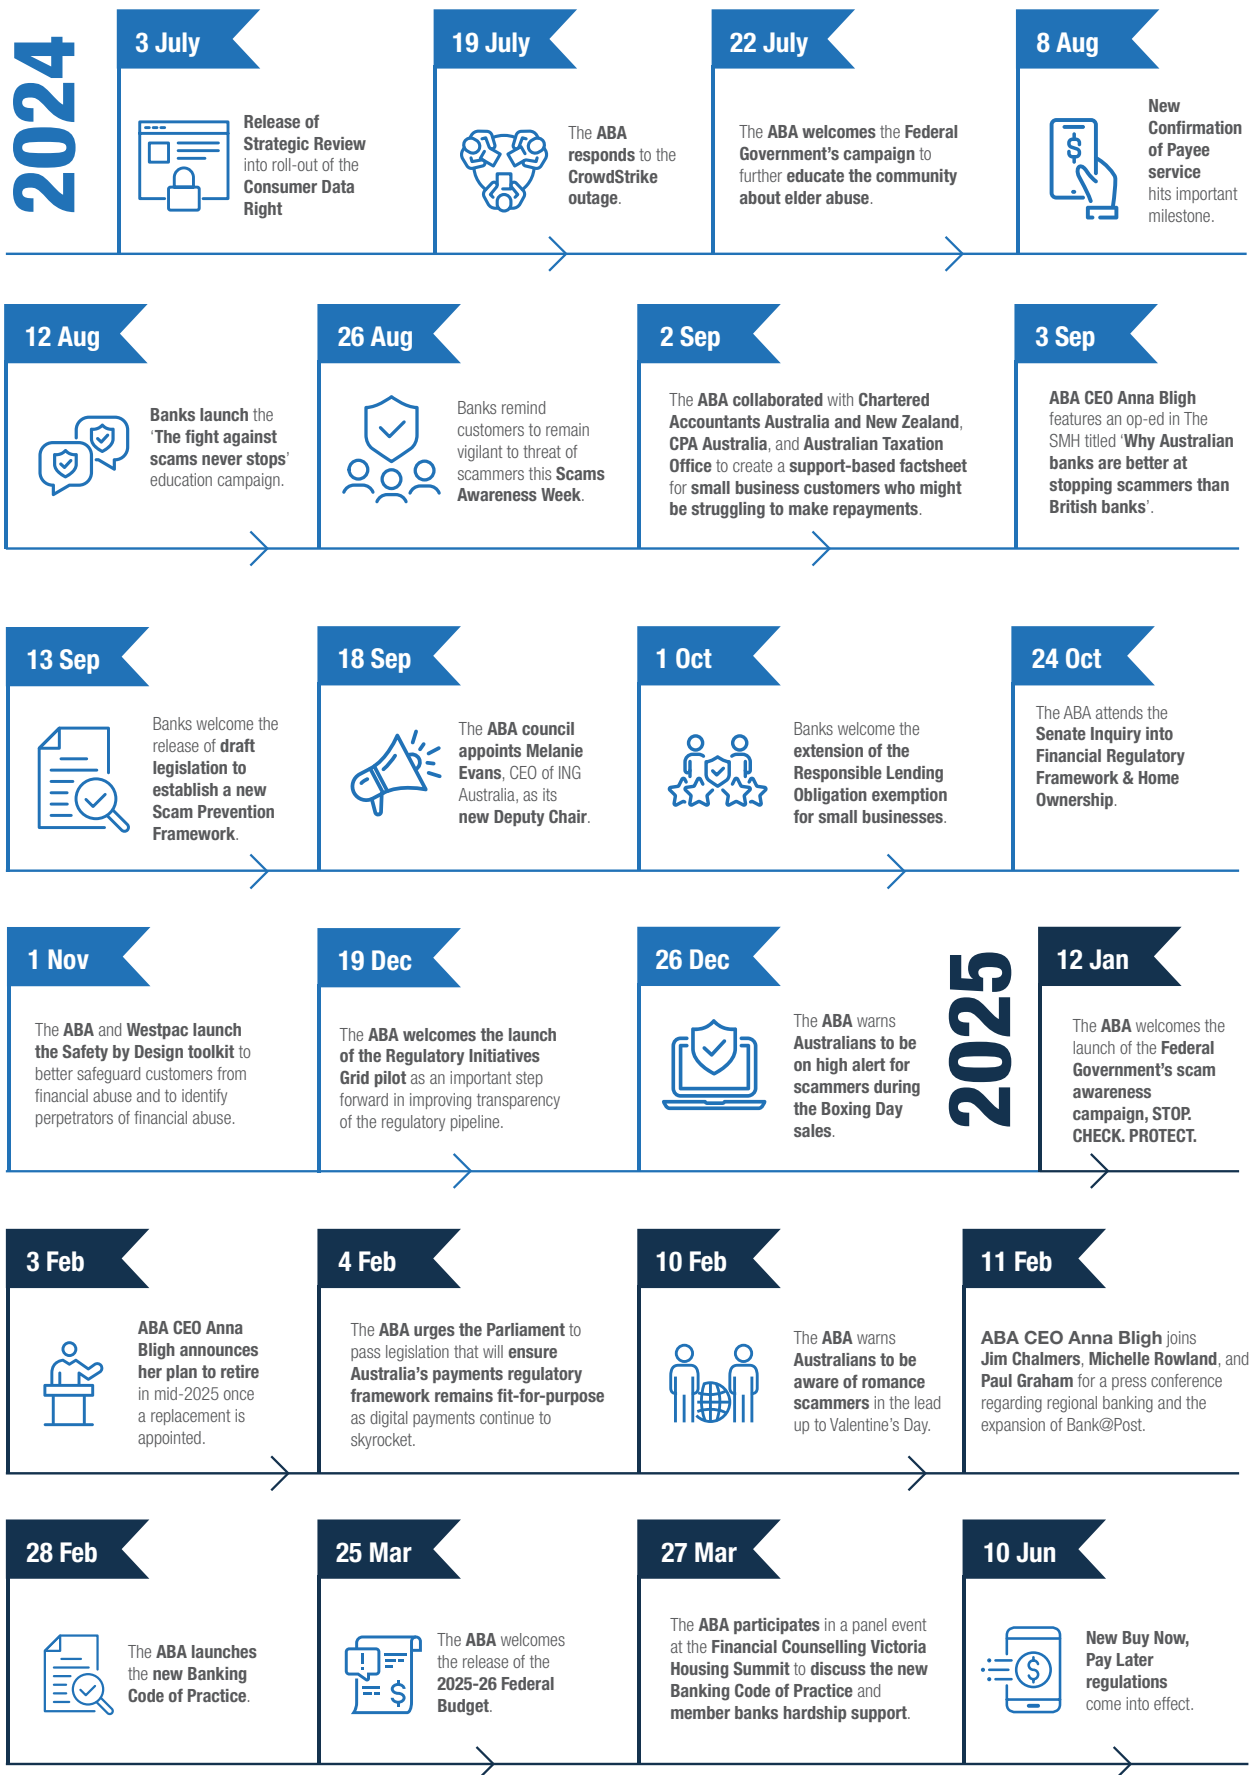 2024
3 July
Release of
Strategic Review
into roll-out of the
Consumer Data
Right
19 July
The ABA
responds to the
CrowdStrike
outage.
22 July
The ABA welcomes the Federal
Government's campaign to
further educate the community
about elder abuse.
8 Aug
New
Confirmation
of Payee
service
hits important
milestone.
12 Aug
Banks launch the
'The fight against
scams never stops'
education campaign.
26 Aug
Banks remind
customers to remain
vigilant to threat of
scammers this Scams
Awareness Week.
2 Sep
The ABA collaborated with Chartered
Accountants Australia and New Zealand,
CPA Australia, and Australian Taxation
Office to create a support-based factsheet
for small business customers who might
be struggling to make repayments.
3 Sep
ABA CEO Anna Bligh
features an op-ed in The
SMH titled 'Why Australian
banks are better at
stopping scammers than
British banks'.
13 Sep
Banks welcome the
release of draft
legislation to
establish a new
Scam Prevention
Framework.
18 Sep
The ABA council
appoints Melanie
Evans, CEO of ING
Australia, as its
new Deputy Chair.
1 Oct
Banks welcome the
extension of the
Responsible Lending
Obligation exemption
for small businesses.
24 Oct
The ABA attends the
Senate Inquiry into
Financial Regulatory
Framework & Home
Ownership.
1 Nov
The ABA and Westpac launch
the Safety by Design toolkit to
better safeguard customers from
financial abuse and to identify
perpetrators of financial abuse.
19 Dec
The ABA welcomes the launch
of the Regulatory Initiatives
Grid pilot as an important step
forward in improving transparency
of the regulatory pipeline.
26 Dec
The ABA warns
Australians to be
on high alert for
scammers during
the Boxing Day
sales.
2025
12 Jan
The ABA welcomes the
launch of the Federal
Government's scam
awareness
campaign, STOP.
CHECK. PROTECT.
3 Feb
ABA CEO Anna
Bligh announces
her plan to retire
in mid-2025 once
a replacement is
appointed.
4 Feb
The ABA urges the Parliament to
pass legislation that will ensure
Australia's payments regulatory
framework remains fit-for-purpose
as digital payments continue to
skyrocket.
10 Feb
The ABA warns
Australians to be
aware of romance
scammers in the lead
up to Valentine's Day.
11 Feb
ABA CEO Anna Bligh joins
Jim Chalmers, Michelle Rowland, and
Paul Graham for a press conference
regarding regional banking and the
expansion of Bank@Post.
28 Feb
The ABA launches
the new Banking
Code of Practice.
25 Mar
The ABA welcomes
the release of the
2025-26 Federal
Budget.
27 Mar
The ABA participates in a panel event
at the Financial Counselling Victoria
Housing Summit to discuss the new
Banking Code of Practice and
member banks hardship support.
10 Jun
New Buy Now,
Pay Later
regulations
come into effect.